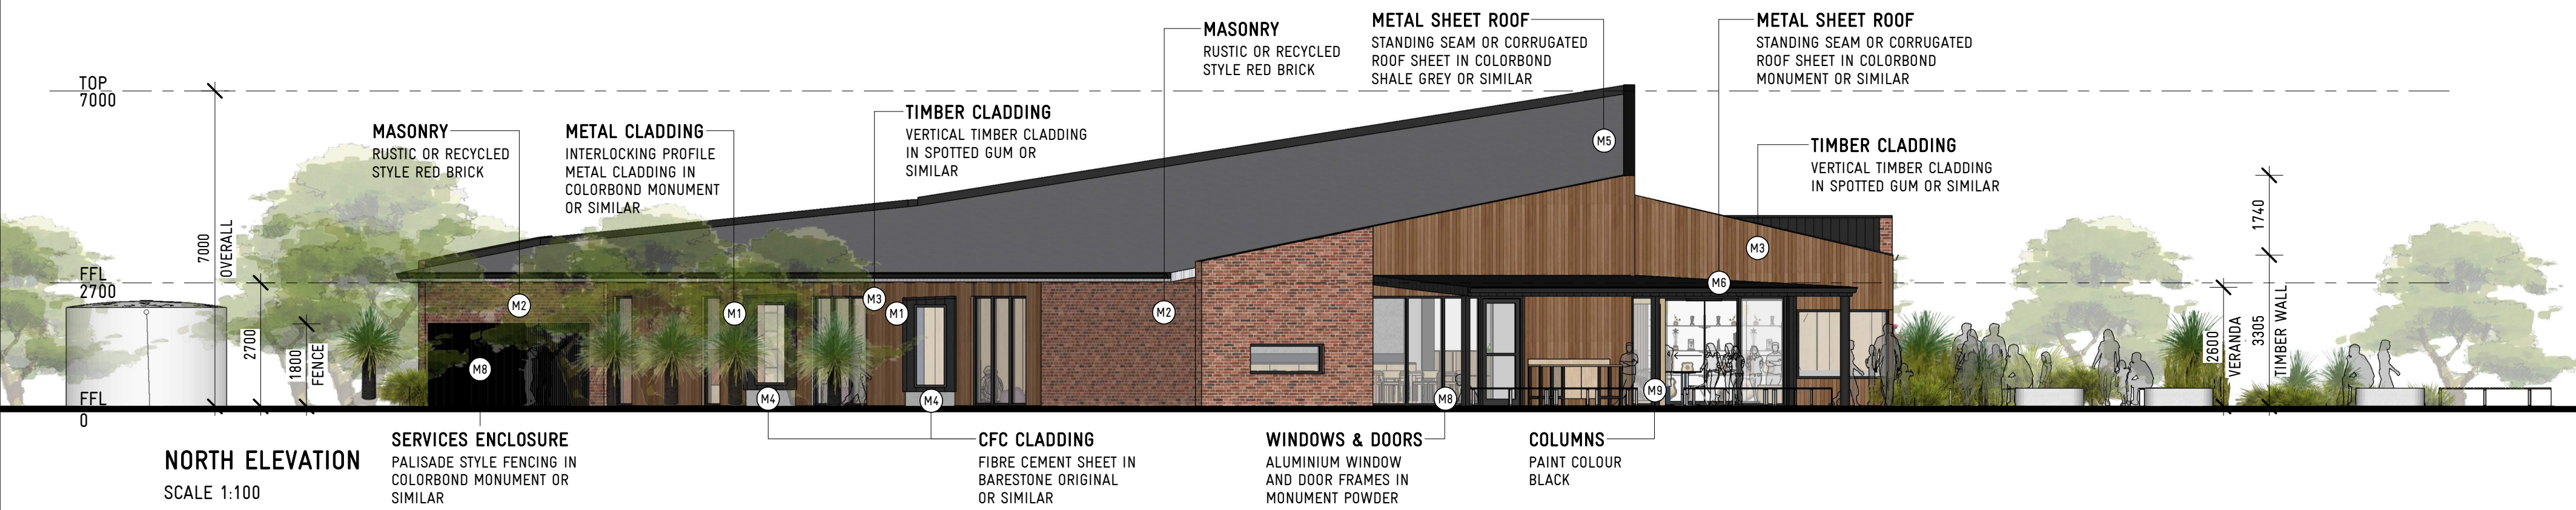 MASONRY
RUSTIC OR RECYCLED
STYLE RED BRICK
METAL SHEET ROOF
STANDING SEAM OR CORRUGATED
ROOF SHEET IN COLORBOND
SHALE GREY OR SIMILAR
METAL SHEET ROOF
STANDING SEAM OR CORRUGATED
ROOF SHEET IN COLORBOND
MONUMENT OR SIMILAR
TOP
7000
MASONRY
RUSTIC OR RECYCLED
STYLE RED BRICK
METAL CLADDING
INTERLOCKING PROFILE
METAL CLADDING IN
COLORBOND MONUMENT
OR SIMILAR
TIMBER CLADDING
VERTICAL TIMBER CLADDING
IN SPOTTED GUM OR
SIMILAR
TIMBER CLADDING
VERTICAL TIMBER CLADDING
IN SPOTTED GUM OR SIMILAR
M5
7000
OVERALL
1740
M3
FFL
2700
M6
M2
M1
M3
M1
M2
2700
1800
FENCE
2600
VERANDA
3305
TIMBER WALL
M8
M4
M4
M8
M9
FFL
0
NORTH ELEVATION
SCALE 1:100
SERVICES ENCLOSURE
PALISADE STYLE FENCING IN
COLORBOND MONUMENT OR
SIMILAR
CFC CLADDING
FIBRE CEMENT SHEET IN
BARESTONE ORIGINAL
OR SIMILAR
WINDOWS & DOORS
ALUMINIUM WINDOW
AND DOOR FRAMES IN
MONUMENT POWDER
COLUMNS
PAINT COLOUR
BLACK